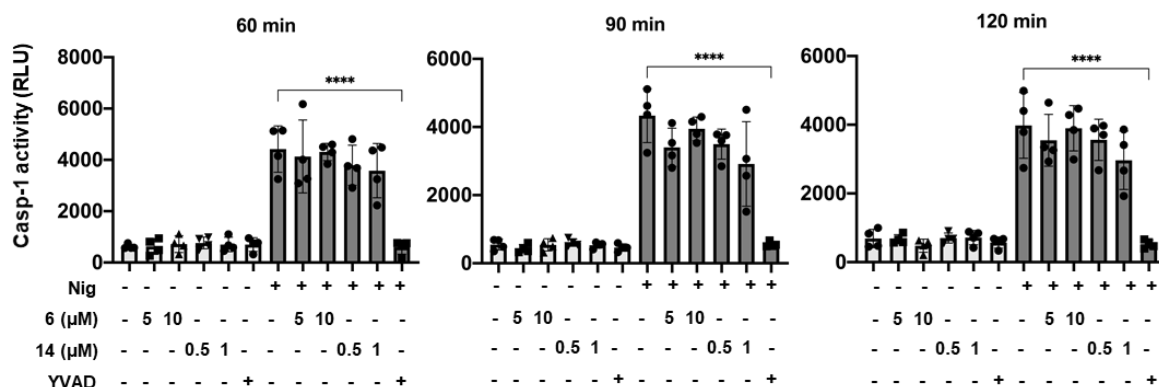 60 min
90 min
120 min
Casp-1 activity (RLU)
8000
6000
4000
2000
0
****
6000
4000
2000
0
****
6000
4000
2000
0
****
Nig - - - - - - + + + + + + - - - - - - + + + + + + - - - - - - + + + + + +
6 (µM) - 5 10 - - - - 5 10 - - - - 5 10 - - - - 5 10 - - - - 5 10 - - - - 5 10 - - -
14 (µM) - - - 0.5 1 - - - - 0.5 1 - - - - 0.5 1 - - - - 0.5 1 - - - - 0.5 1 - - - - 0.5 1 -
YVAD - - - - - + - - - - - + - - - - - + - - - - - + - - - - - + - - - - - +